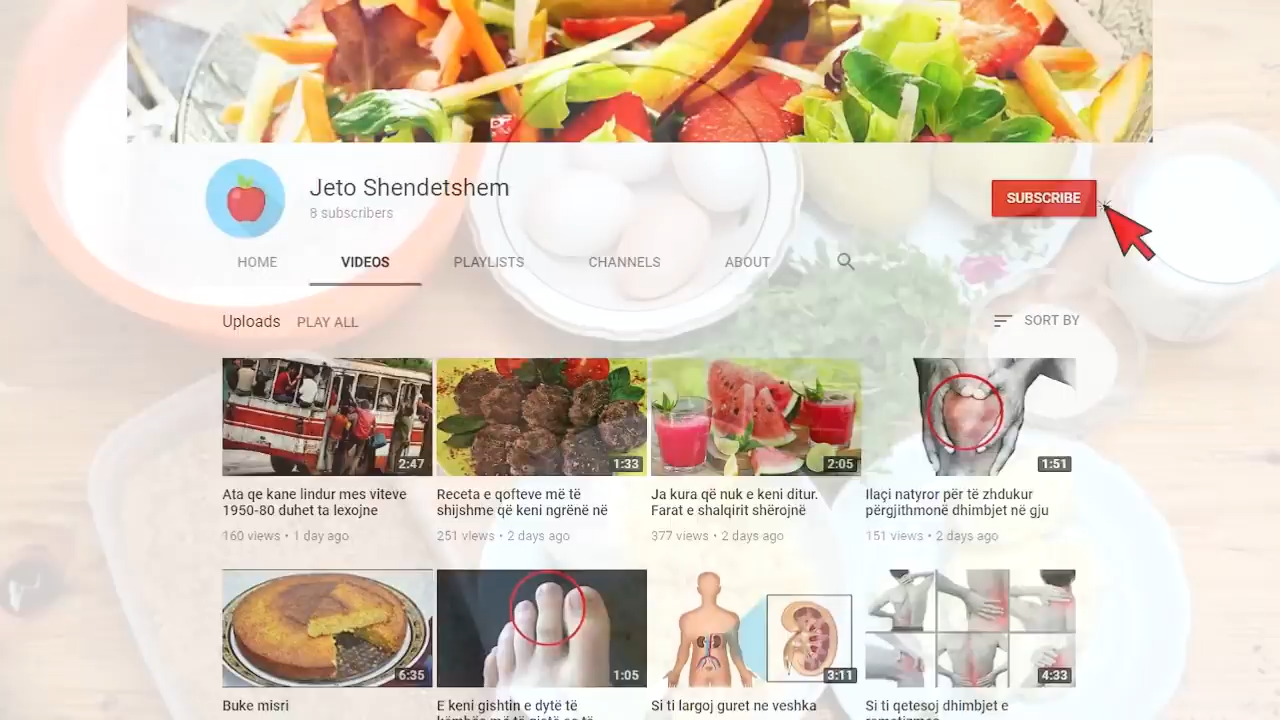 Jeto Shendetshem
8 subscribers
SUBSCRIBE
HOME VIDEOS PLAYLISTS CHANNELS ABOUT
Uploads PLAY ALL
SORT BY
2:47
1:33
2:05
1:51
Ata qe kane lindur mes viteve
1950-80 duhet ta lexojne
160 views • 1 day ago
Receta e qofteve më të
shijshme që keni ngrënë në
251 views • 2 days ago
Ja kura që nuk e keni ditur.
Farat e shalqirit shërojnë
377 views • 2 days ago
Ilaçi natyror për të zhdukur
përgjithmonë dhimbjet në gju
151 views • 2 days ago
6:35
1:05
3:11
4:33
Buke misri
E keni gishtin e dytë të
Si ti largoj guret ne veshka
Si ti qetesoj dhimbjet e